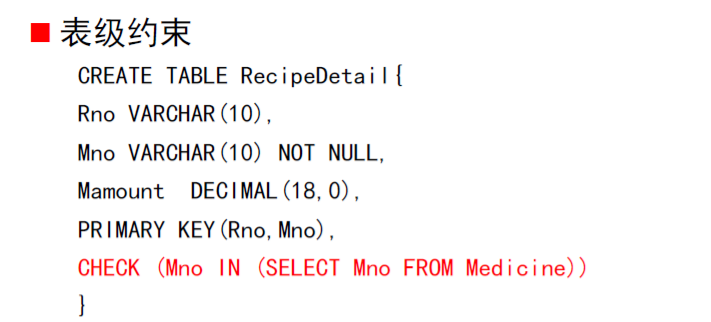 表级约束
CREATE TABLE RecipeDetail{
Rno VARCHAR(10),
Mno VARCHAR(10) NOT NULL,
Mamount  DECIMAL(18,0),
PRIMARY KEY(Rno,Mno),
CHECK (Mno IN (SELECT Mno FROM Medicine))
}